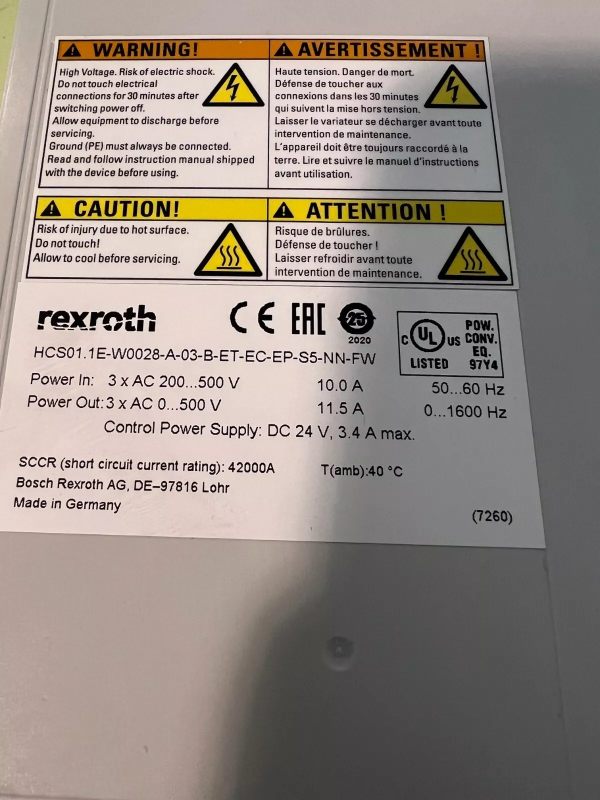 WARNING!
High Voltage. Risk of electric shock.
Do not touch electrical
connections for 30 minutes after
switching power off.
Allow equipment to discharge before
servicing.
Ground (PE) must always be connected.
Read and follow instruction manual shipped
with the device before using.
AVERTISSEMENT !
Haute tension. Danger de mort.
Défense de toucher aux
connexions dans les 30 minutes
qui suivent la mise hors tension.
Laisser le variateur se décharger avant toute
intervention de maintenance.
L'appareil doit être toujours raccordé à la
terre. Lire et suivre le manuel d'instructions
avant utilisation.
CAUTION!
Risk of injury due to hot surface.
Do not touch!
Allow to cool before servicing.
ATTENTION !
Risque de brûlures.
Défense de toucher !
Laisser refroidir avant toute
intervention de maintenance.
rexroth
CE EAC 25
2020
C UL US
LISTED
POW.
CONV.
EQ.
97Y4
HCS01.1E-W0028-A-03-B-ET-EC-EP-S5-NN-FW
Power In: 3 x AC 200...500 V 10.0 A 50...60 Hz
Power Out: 3 x AC 0...500 V 11.5 A 0...1600 Hz
Control Power Supply: DC 24 V, 3.4 A max.
SCCR (short circuit current rating): 42000A T(amb):40 °C
Bosch Rexroth AG, DE–97816 Lohr
Made in Germany
(7260)